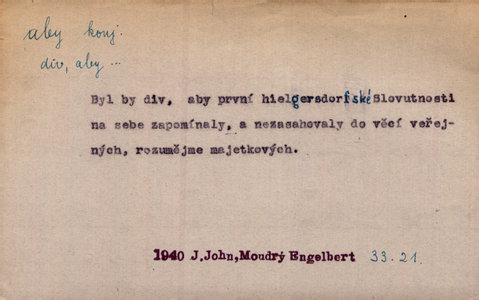 aby konj.
div, aby ...
Byl by div, aby první hielgersdorfské Slovutnosti
na sebe zapomínaly, a nezasahovaly do věcí veřej-
ných, rozumějme majetkových.
1940 J.John,Moudrý Engelbert 33.21.